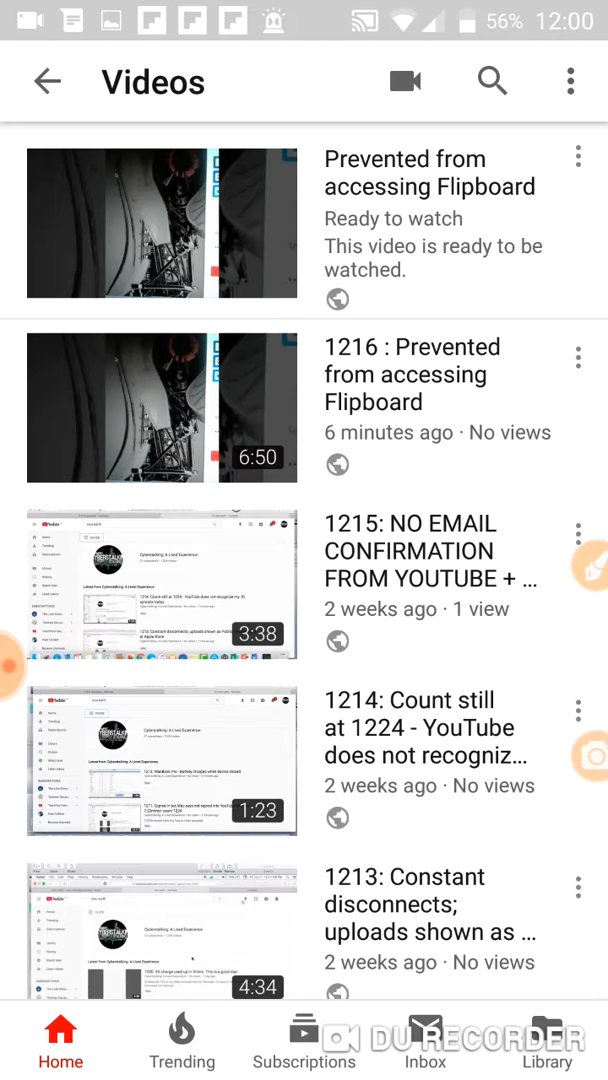 56% 12:00
Videos
Prevented from
accessing Flipboard
Ready to watch
This video is ready to be
watched.
1216 : Prevented
from accessing
Flipboard
6:50
6 minutes ago · No views
1215: NO EMAIL
CONFIRMATION
FROM YOUTUBE + ...
3:38
2 weeks ago · 1 view
1214: Count still
at 1224 - YouTube
does not recogniz...
1:23
2 weeks ago · No views
1213: Constant
disconnects;
uploads shown as ...
4:34
2 weeks ago · No views
DU RECORDER
Home Trending Subscriptions Inbox Library